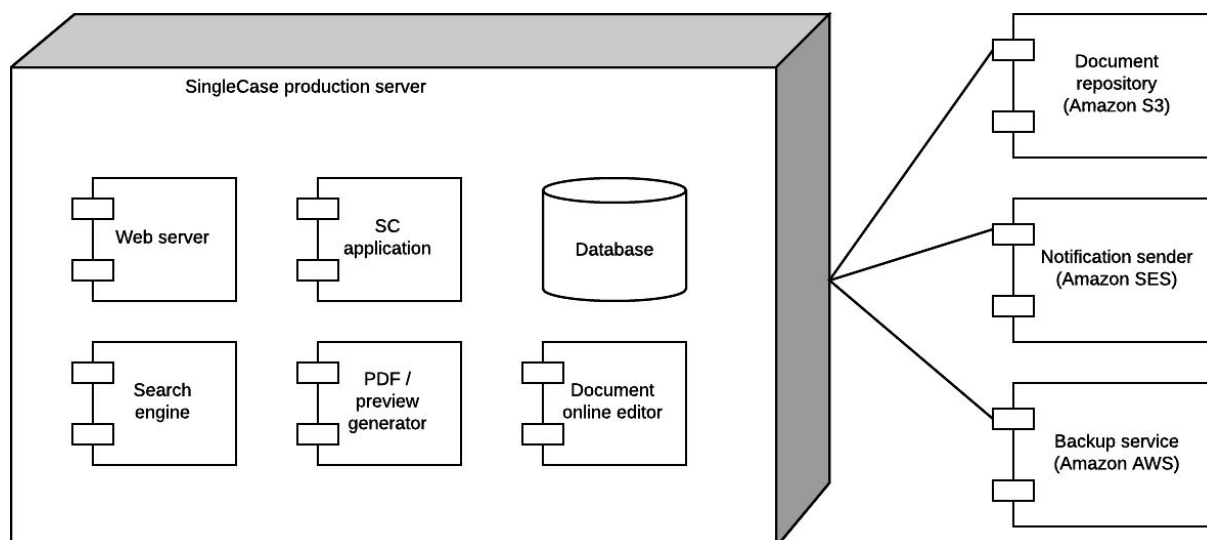 SingleCase production server
Web server
SC
application
Database
Search
engine
PDF /
preview
generator
Document
online editor
Document
repository
(Amazon S3)
Notification sender
(Amazon SES)
Backup service
(Amazon AWS)